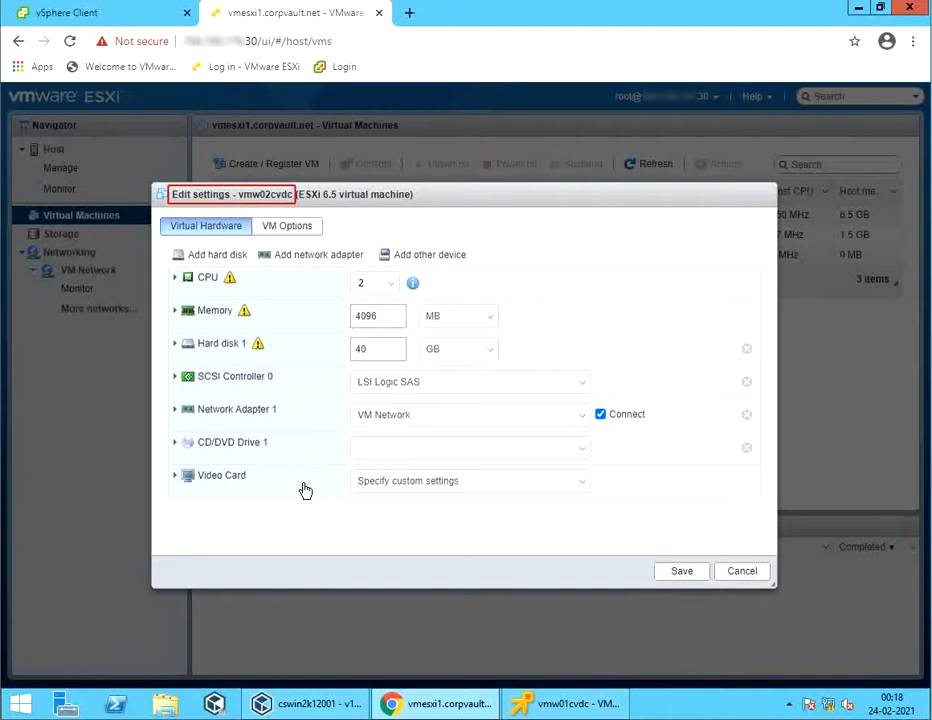 vSphere Client
vmesxi1.corpvault.net - VMware
Not secure
30/ui/#/host/vms
Apps
Welcome to VMwar...
Log in - VMware ESXi
Login
vmware ESXi
root@
.30
Help
Search
Navigator
Host
Manage
Monitor
Virtual Machines
Storage
Networking
VM Network
Monitor
More networks...
vmesxi1.corpvault.net - Virtual Machines
Create / Register VM
Console
Power on
Power off
Suspend
Refresh
Actions
Search
st CPU
Host me...
0 MHz
6.5 GB
7 MHz
1.5 GB
MHz
0 MB
3 items
Edit settings - vmw02cvdc (ESXi 6.5 virtual machine)
Virtual Hardware
VM Options
Add hard disk
Add network adapter
Add other device
CPU
2
Memory
4096
MB
Hard disk 1
40
GB
SCSI Controller 0
LSI Logic SAS
Network Adapter 1
VM Network
Connect
CD/DVD Drive 1
Video Card
Specify custom settings
Save
Cancel
Completed
cswin2k12001 - v1...
vmesxi1.corpvault...
vmw01cvdc - VM...
00:18
24-02-2021